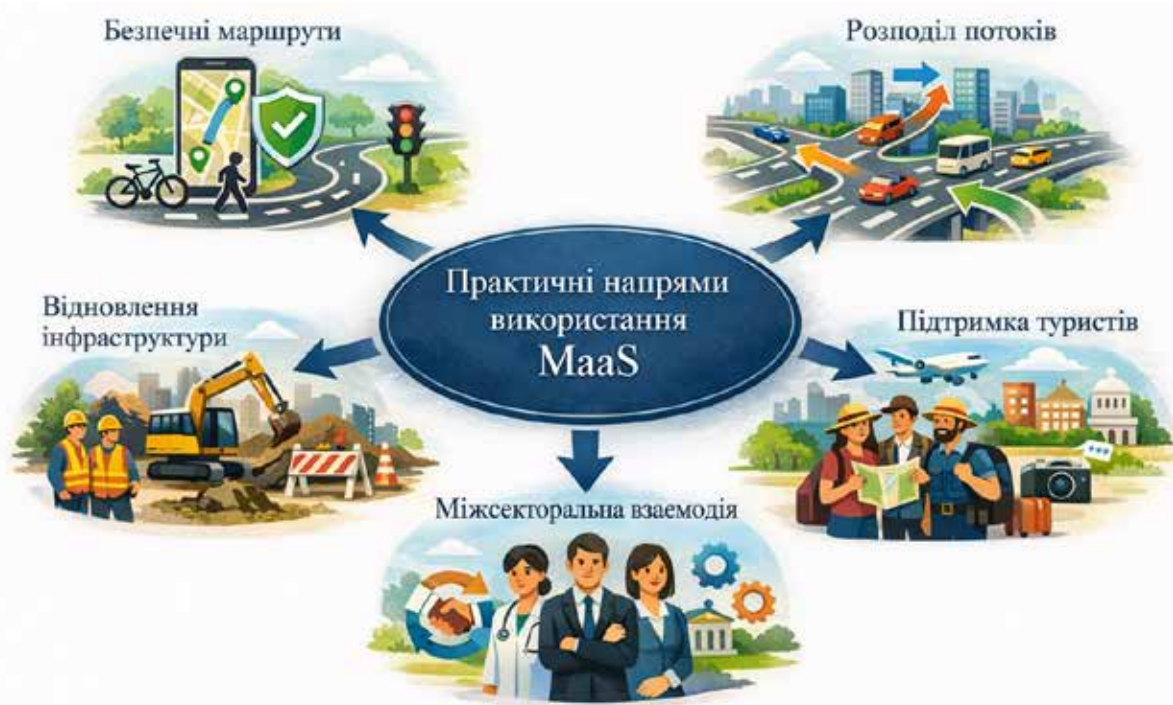 Безпечні маршрути
Розподіл потоків
Практичні напрями
використання
MaaS
Відновлення
інфраструктури
Підтримка туристів
Міжсекторальна взаємодія